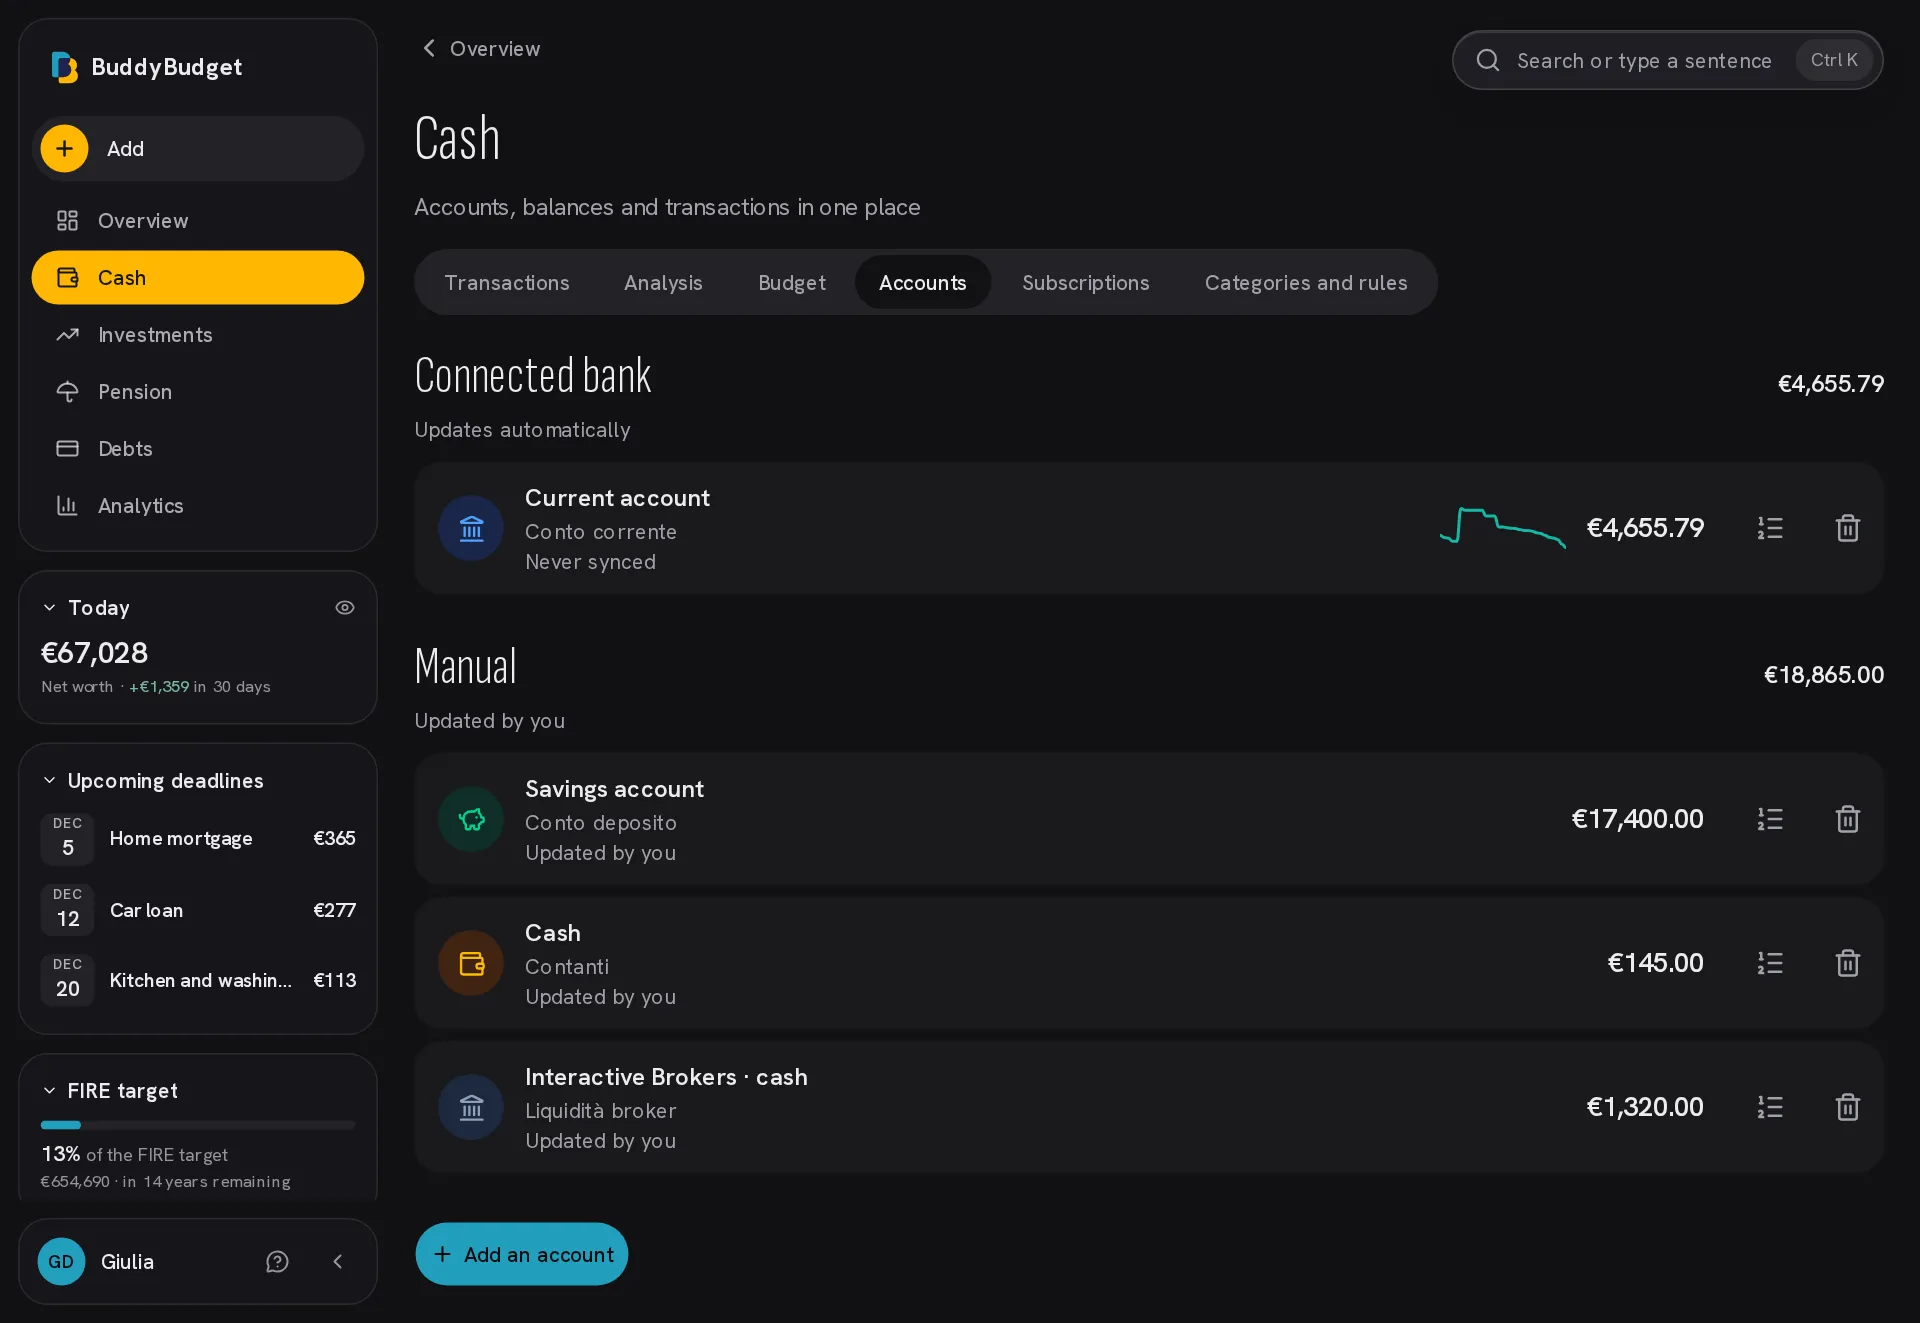 BuddyBudget
Add
Overview
Cash
Investments
Pension
Debts
Analytics
Today
€67,028
Net worth · +€1,359 in 30 days
Upcoming deadlines
DEC
5
Home mortgage
€365
DEC
12
Car loan
€277
DEC
20
Kitchen and washin...
€113
FIRE target
13% of the FIRE target
€654,690 · in 14 years remaining
GD
Giulia
Overview
Search or type a sentence
Ctrl K
Cash
Accounts, balances and transactions in one place
Transactions
Analysis
Budget
Accounts
Subscriptions
Categories and rules
Connected bank
€4,655.79
Updates automatically
Current account
Conto corrente
Never synced
€4,655.79
Manual
€18,865.00
Updated by you
Savings account
Conto deposito
Updated by you
€17,400.00
Cash
Contanti
Updated by you
€145.00
Interactive Brokers · cash
Liquidità broker
Updated by you
€1,320.00
Add an account